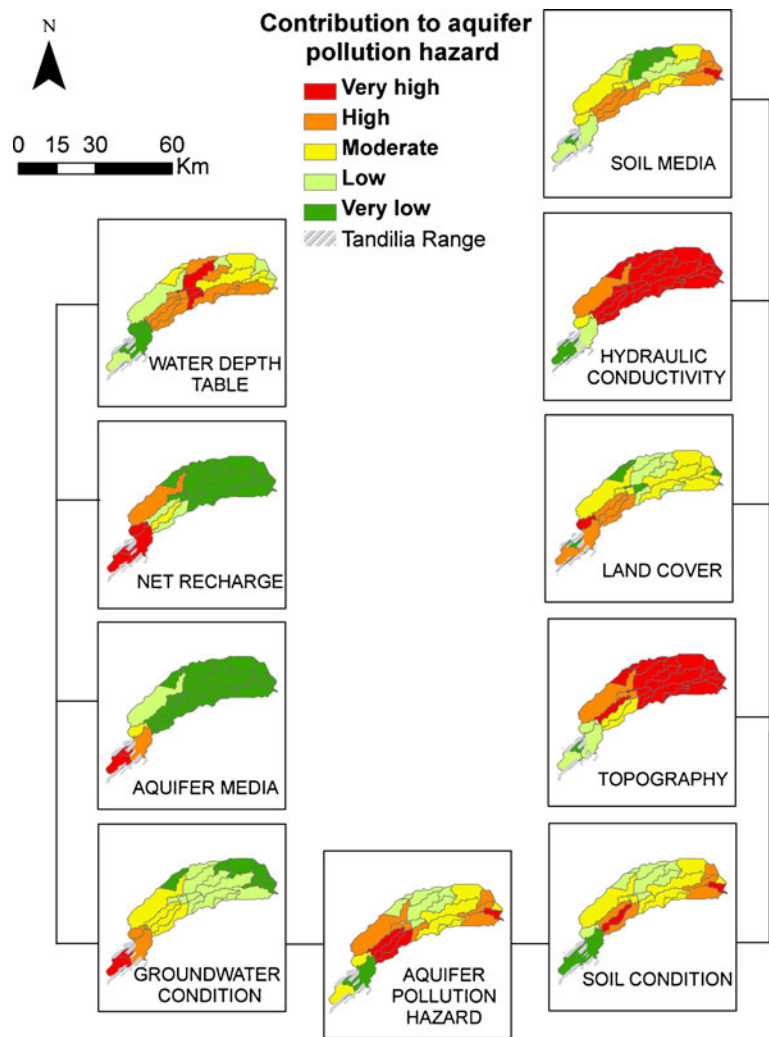 N
0 15 30 60
Km
Contribution to aquifer
pollution hazard
Very high
High
Moderate
Low
Very low
Tandilia Range
SOIL MEDIA
WATER DEPTH
TABLE
HYDRAULIC
CONDUCTIVITY
NET RECHARGE
LAND COVER
AQUIFER MEDIA
TOPOGRAPHY
GROUNDWATER
CONDITION
AQUIFER
POLLUTION
HAZARD
SOIL CONDITION